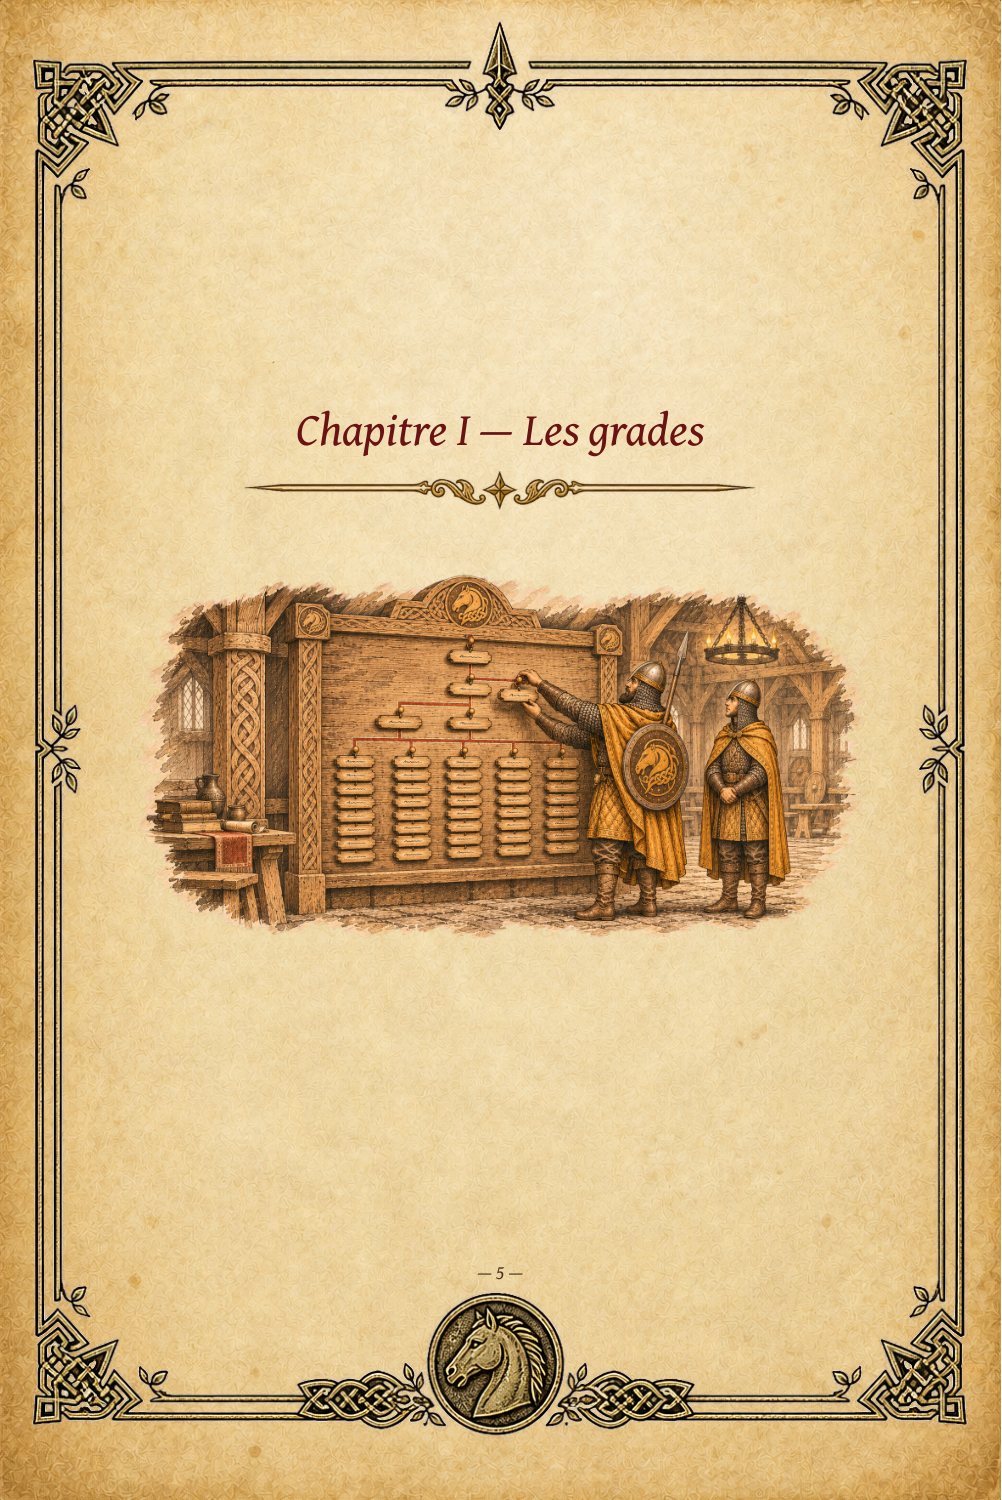 Chapitre I — Les grades
— 5 —